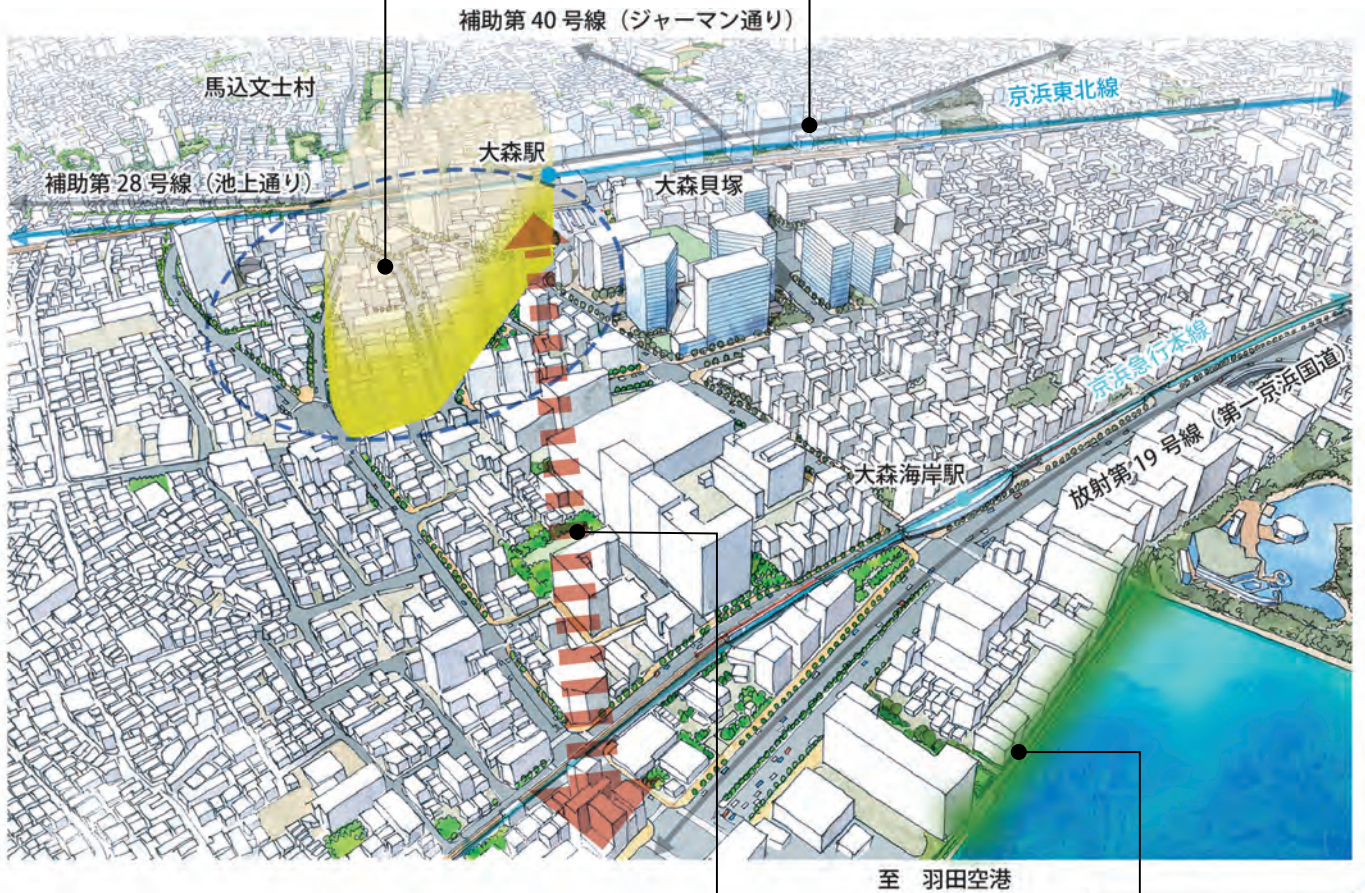 補助第 40 号線（ジャーマン通り）
馬込文士村
京浜東北線
大森駅
補助第 28 号線（池上通り）
大森貝塚
京浜急行本線
大森海岸駅
放射第 19 号線（第一京浜国道）
至　羽田空港